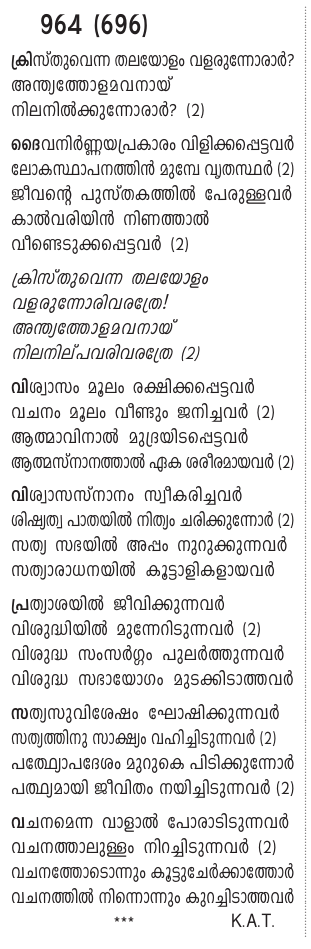 964 (696)
ക്രിസ്തുവെന്ന തലയോളം വളരുന്നോരാർ?
അന്ത്യത്തോളമവനായ്
നിലനിൽക്കുന്നോരാർ? (2)
ദൈവനിർണ്ണയപ്രകാരം വിളിക്കപ്പെട്ടവർ
ലോകസ്ഥാപനത്തിൻ മുമ്പേ വൃതസ്ഥർ (2)
ജീവന്റെ പുസ്തകത്തിൽ പേരുള്ളവർ
കാൽവരിയിൻ നിണത്താൽ
വീണ്ടെടുക്കപ്പെട്ടവർ (2)
ക്രിസ്തുവെന്ന തലയോളം
വളരുന്നോരിവരത്രേ!
അന്ത്യത്തോളമവനായ്
നിലനില്പവരിവരത്രേ (2)
വിശ്വാസം മൂലം രക്ഷിക്കപ്പെട്ടവർ
വചനം മൂലം വീണ്ടും ജനിച്ചവർ (2)
ആത്മാവിനാൽ മുദ്രയിടപ്പെട്ടവർ
ആത്മസ്നാനത്താൽ ഏക ശരീരമായവർ (2)
വിശ്വാസസ്നാനം സ്വീകരിച്ചവർ
ശിഷ്യത്വ പാതയിൽ നിത്യം ചരിക്കുന്നോർ (2)
സത്യ സഭയിൽ അപ്പം നുറുക്കുന്നവർ
സത്യാരാധനയിൽ കൂട്ടാളികളായവർ
പ്രത്യാശയിൽ ജീവിക്കുന്നവർ
വിശുദ്ധിയിൽ മുന്നേറിടുന്നവർ (2)
വിശുദ്ധ സംസർഗ്ഗം പുലർത്തുന്നവർ
വിശുദ്ധ സഭായോഗം മുടക്കിടാത്തവർ
സത്യസുവിശേഷം ഘോഷിക്കുന്നവർ
സത്യത്തിനു സാക്ഷ്യം വഹിച്ചിടുന്നവർ (2)
പത്ഥ്യോപദേശം മുറുകെ പിടിക്കുന്നോർ
പത്ഥ്യമായി ജീവിതം നയിച്ചിടുന്നവർ (2)
വചനമെന്ന വാളാൽ പോരാടിടുന്നവർ
വചനത്താലുള്ളം നിറച്ചിടുന്നവർ (2)
വചനത്തോടൊന്നും കൂട്ടുചേർക്കാത്തോർ
വചനത്തിൽ നിന്നൊന്നും കുറച്ചിടാത്തവർ
*** K.A.T.